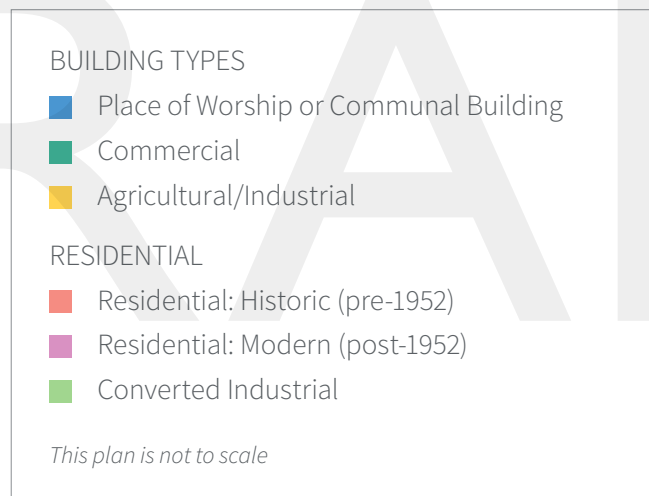 BUILDING TYPES
Place of Worship or Communal Building
Commercial
Agricultural/Industrial
RESIDENTIAL
Residential: Historic (pre-1952)
Residential: Modern (post-1952)
Converted Industrial
This plan is not to scale